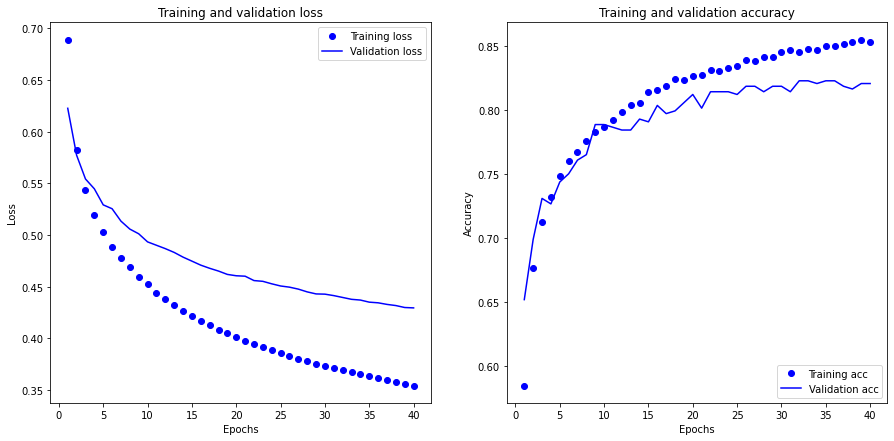 Training and validation loss
0.70
0.65
0.60
0.55
0.50
0.45
0.40
0.35
Loss
Training loss
Validation loss
0 5 10 15 20 25 30 35 40
Epochs
Training and validation accuracy
0.85
0.80
0.75
0.70
0.65
0.60
Accuracy
Training acc
Validation acc
0 5 10 15 20 25 30 35 40
Epochs